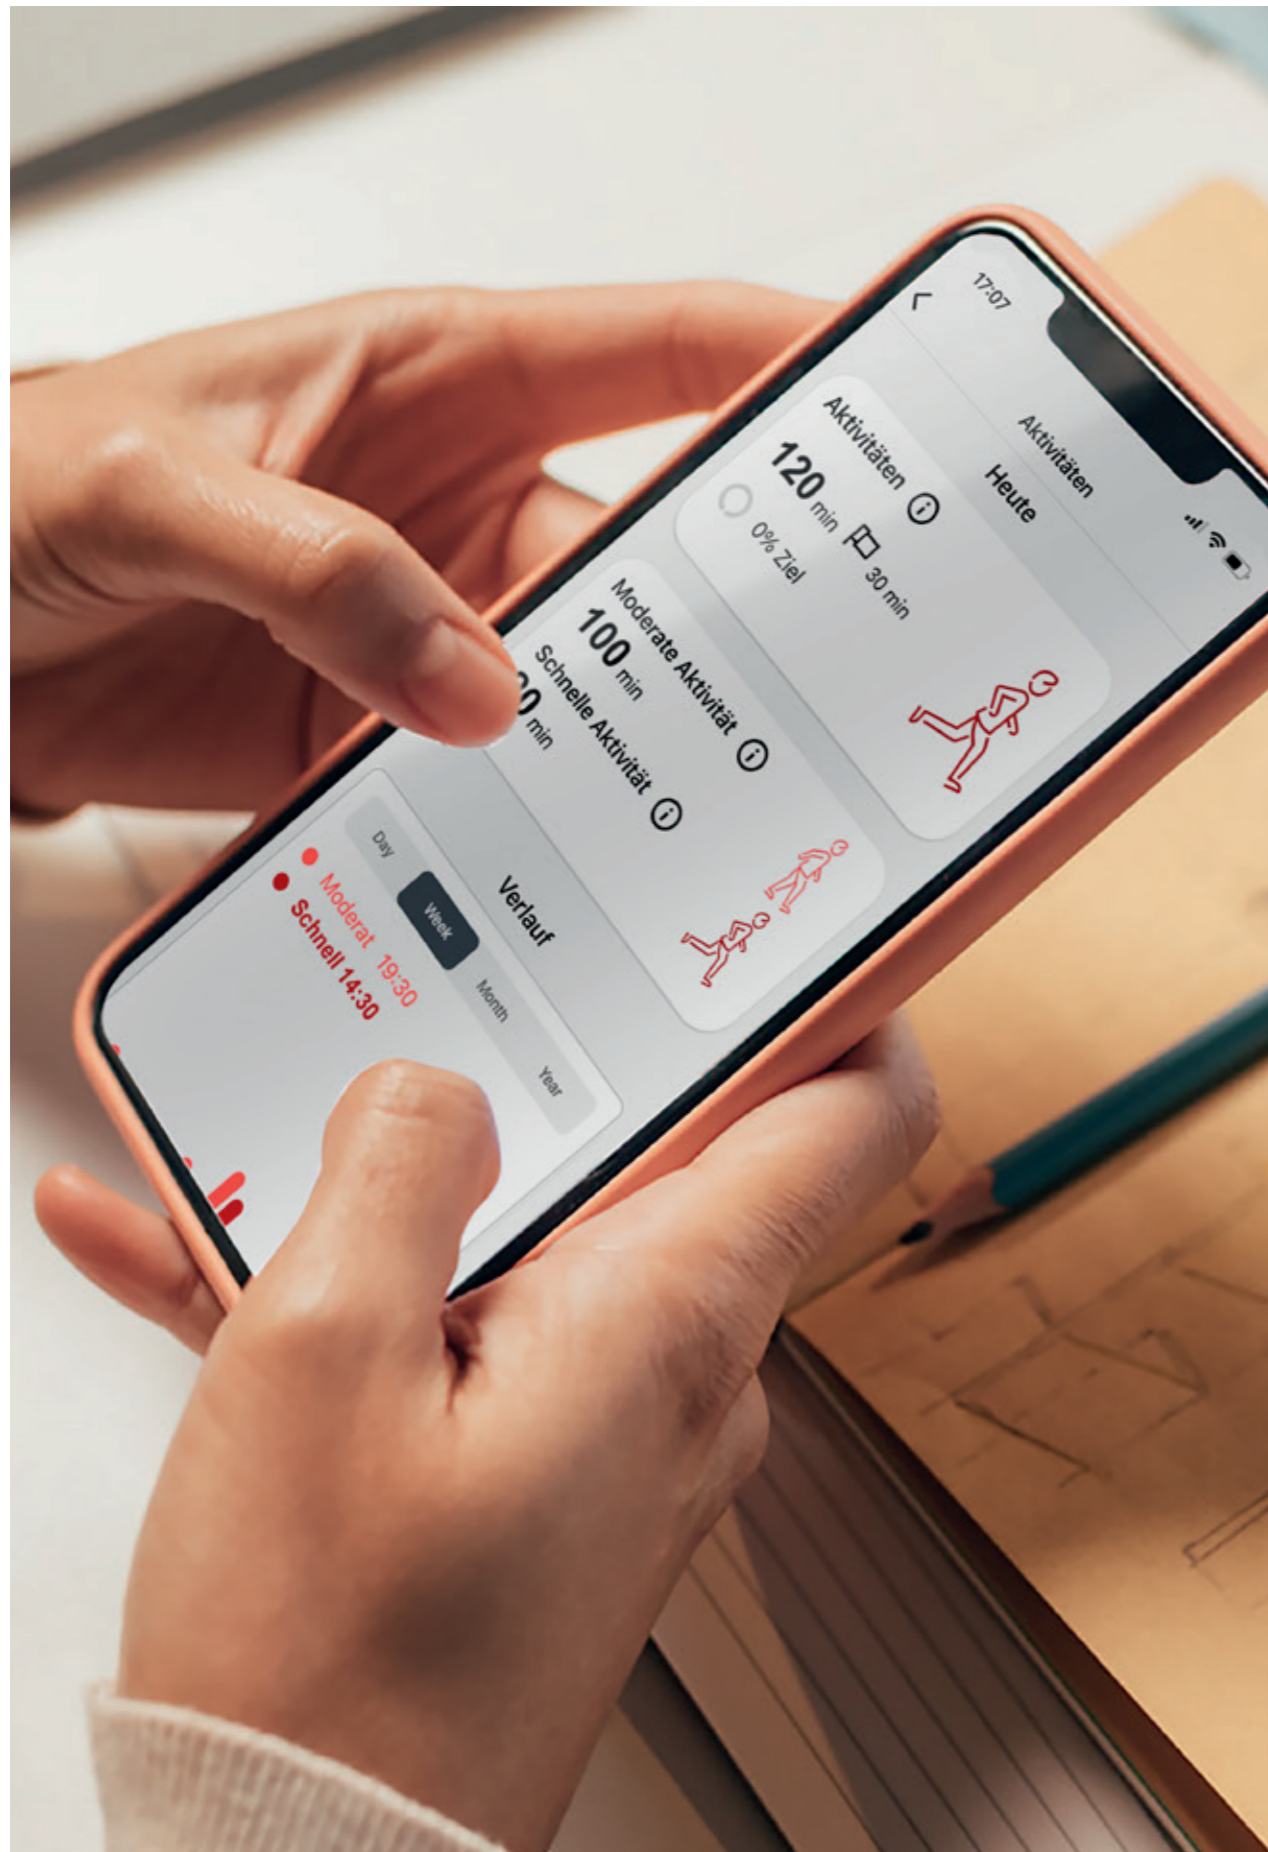 17:07
Aktivitäten
Heute
Aktivitäten
120 min 30 min
0% Ziel
Moderate Aktivität
100 min
Schnelle Aktivität
min
Verlauf
Day Week Month Year
Moderat 19:30
Schnell 14:30